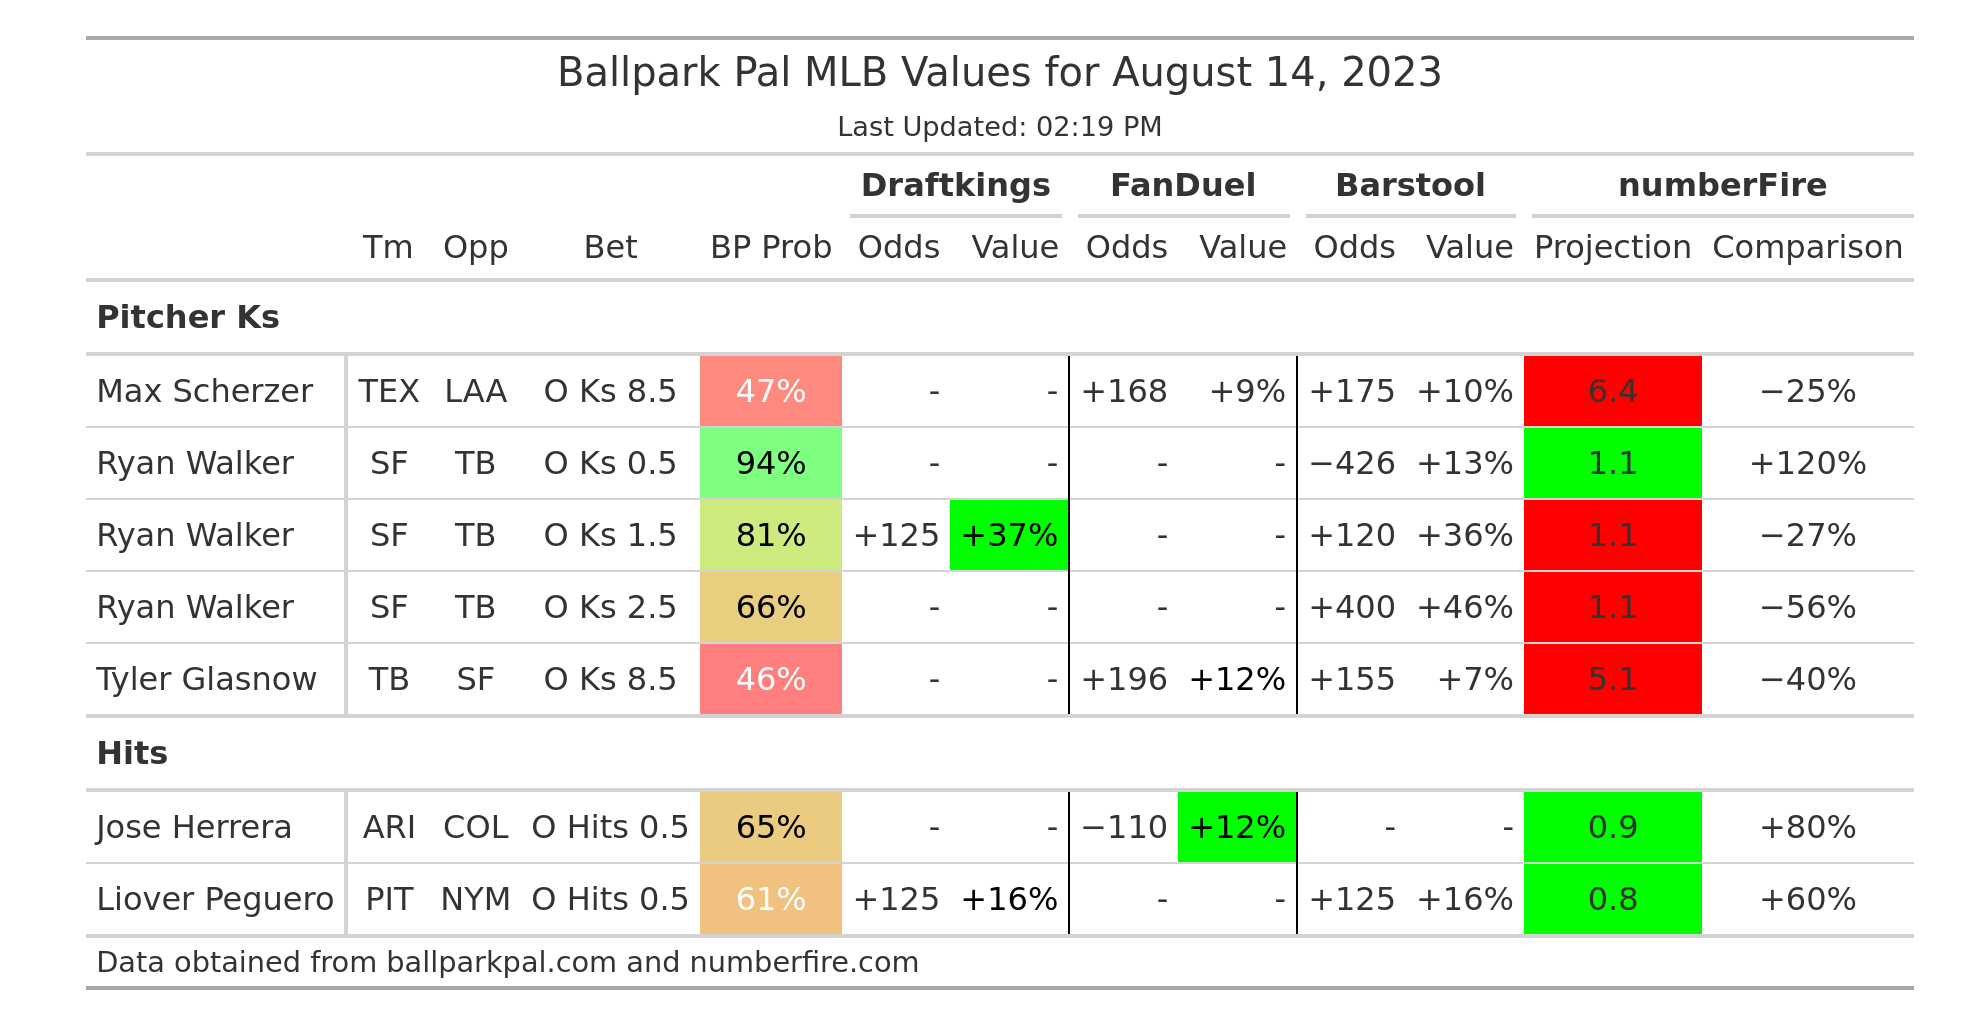 Ballpark Pal MLB Values for August 14, 2023
Last Updated: 02:19 PM
Draftkings FanDuel Barstool numberFire
Tm Opp Bet BP Prob Odds Value Odds Value Odds Value Projection Comparison
Pitcher Ks
Max Scherzer TEX LAA O Ks 8.5 47% - - +168 +9% +175 +10% 6.4 −25%
Ryan Walker SF TB O Ks 0.5 94% - - - - −426 +13% 1.1 +120%
Ryan Walker SF TB O Ks 1.5 81% +125 +37% - - +120 +36% 1.1 −27%
Ryan Walker SF TB O Ks 2.5 66% - - - - +400 +46% 1.1 −56%
Tyler Glasnow TB SF O Ks 8.5 46% - - +196 +12% +155 +7% 5.1 −40%
Hits
Jose Herrera ARI COL O Hits 0.5 65% - - −110 +12% - - 0.9 +80%
Liover Peguero PIT NYM O Hits 0.5 61% +125 +16% - - +125 +16% 0.8 +60%
Data obtained from ballparkpal.com and numberfire.com